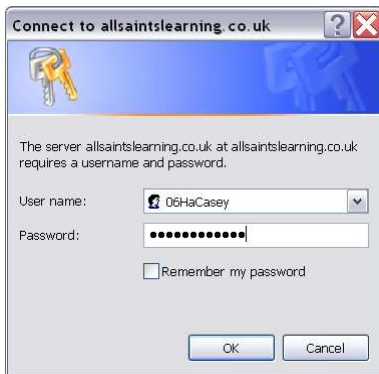 Connect to allsaintslearning.co.uk
The server allsaintslearning.co.uk at allsaintslearning.co.uk
requires a username and password.
User name: 06HaCasey
Password: ●●●●●●●●●●●●
Remember my password
OK Cancel